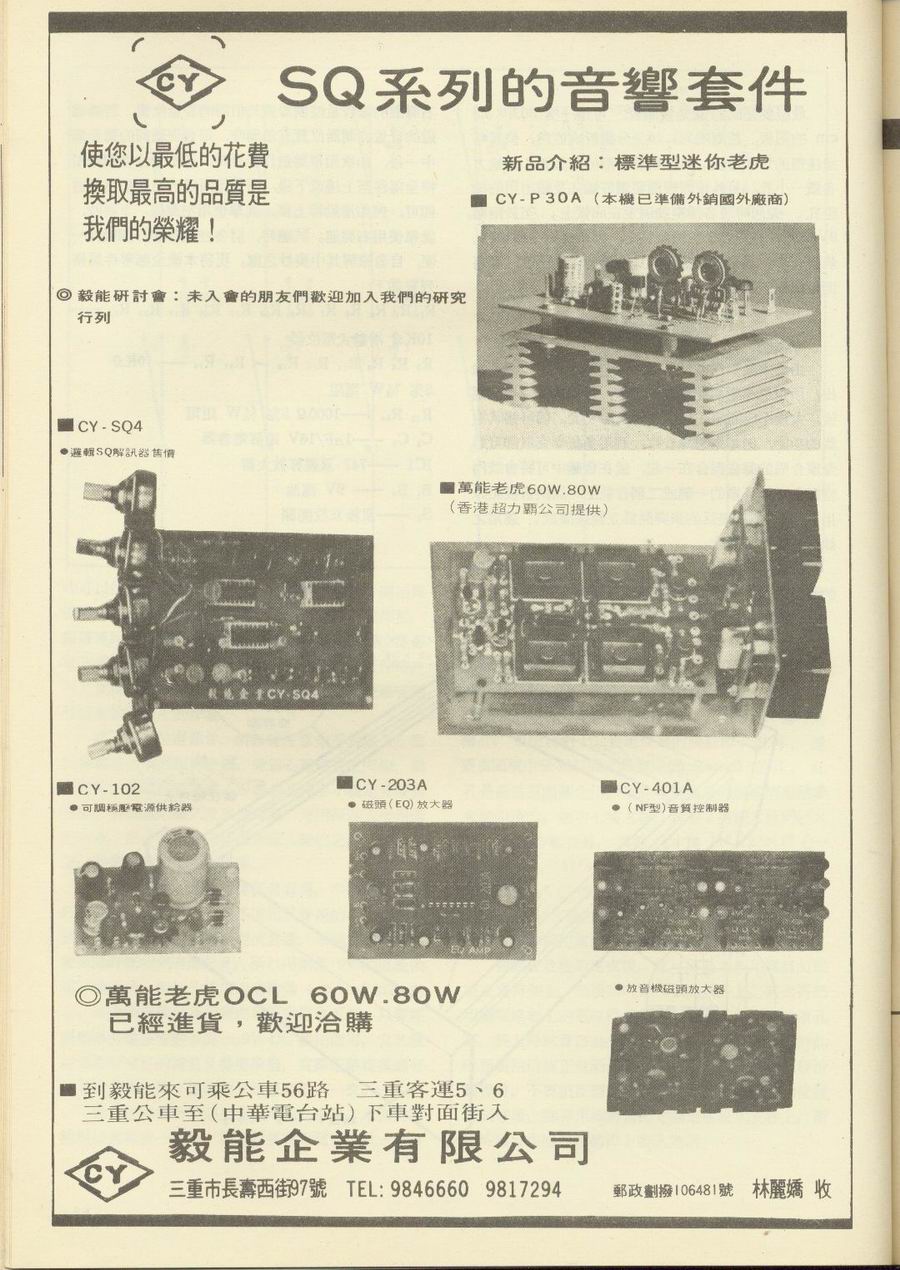 CY
SQ系列的音響套件
使您以最低的花費
換取最高的品質是
我們的榮耀！
新品介紹：標準型迷你老虎
■ CY-P30A（本機已準備外銷國外廠商）
◎ 毅能研討會：未入會的朋友們歡迎加入我們的研究
行列
■ CY-SQ4
●邏輯SQ解訊器售價
■萬能老虎60W.80W
（香港超力霸公司提供）
毅能企業CY-SQ4
■CY-102
●可調穩壓電源供給器
■CY-203A
● 磁頭(EQ)放大器
■CY-401A
●（NF型)音質控制器
EQ AMP
◎萬能老虎OCL 60W.80W
已經進貨，歡迎洽購
●放音機磁頭放大器
■到毅能來可乘公車56路 三重客運5、6
三重公車至(中華電台站)下車對面街入
毅能企業有限公司
CY
三重市長壽西街97號 TEL: 9846660 9817294 郵政劃撥106481號 林麗嬌 收